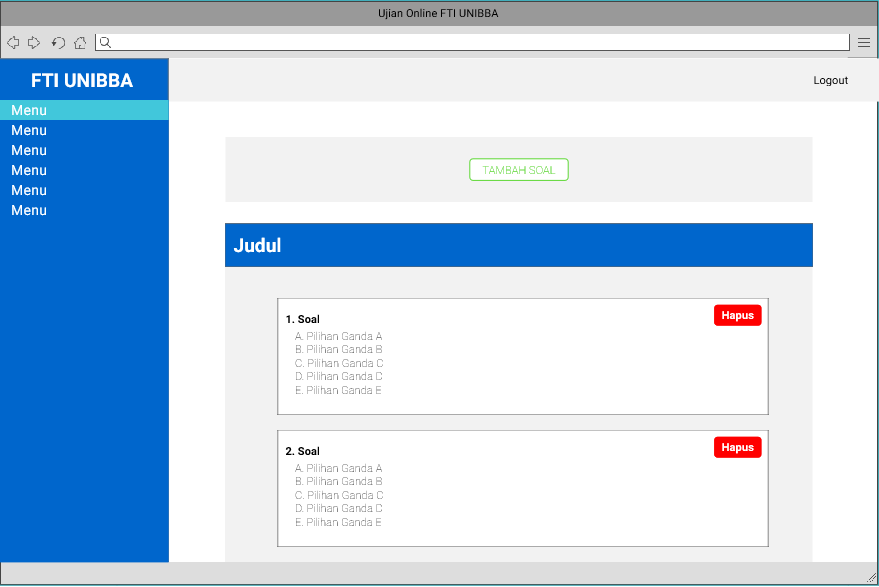 Ujian Online FTI UNIBBA
FTI UNIBBA
Logout
Menu
Menu
Menu
Menu
Menu
Menu
TAMBAH SOAL
Judul
1. Soal
Hapus
A. Pilihan Ganda A
B. Pilihan Ganda B
C. Pilihan Ganda C
D. Pilihan Ganda C
E. Pilihan Ganda E
2. Soal
Hapus
A. Pilihan Ganda A
B. Pilihan Ganda B
C. Pilihan Ganda C
D. Pilihan Ganda C
E. Pilihan Ganda E